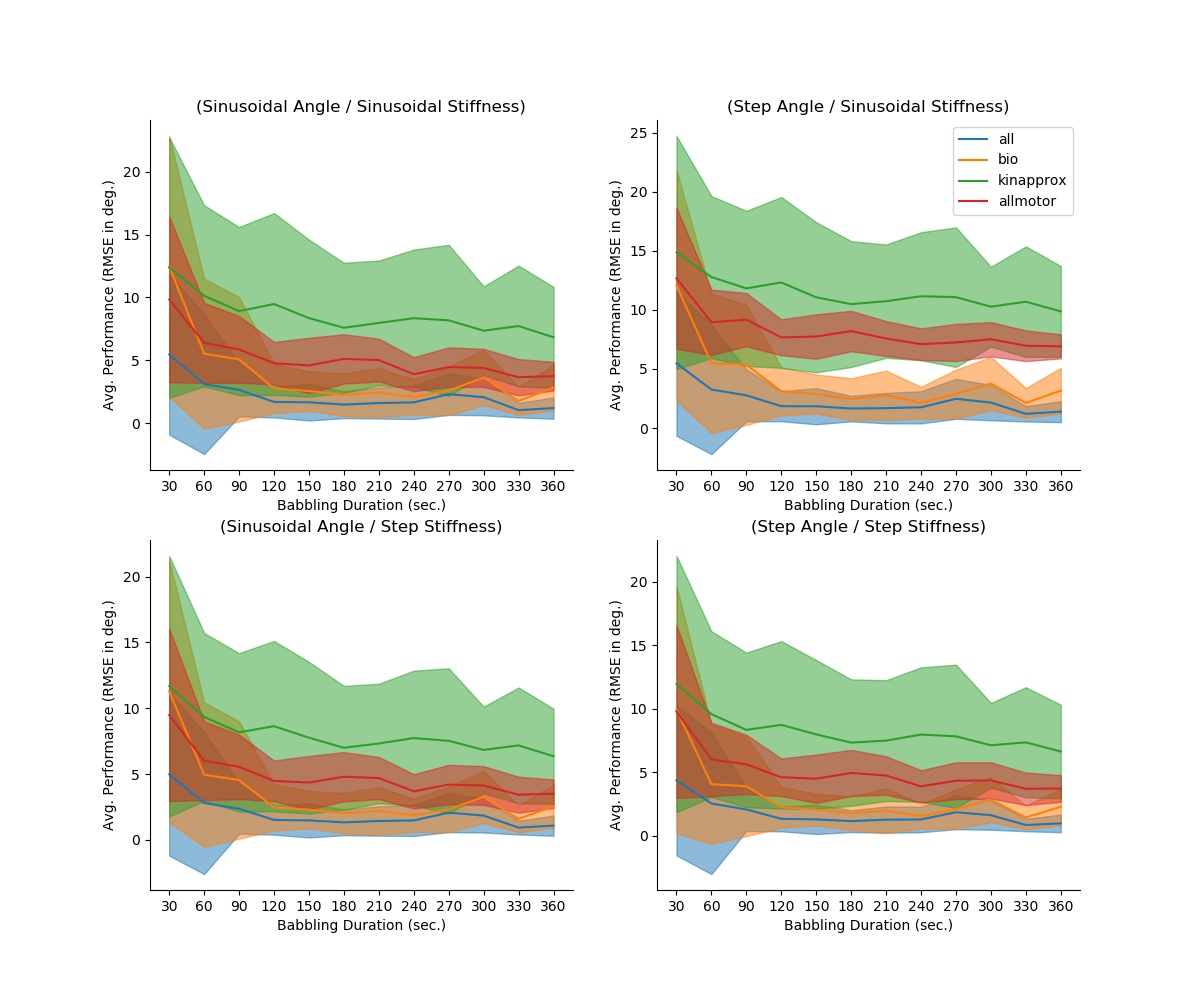 (Sinusoidal Angle / Sinusoidal Stiffness)
Avg. Performance (RMSE in deg.)
20
15
10
5
0
30 60 90 120 150 180 210 240 270 300 330 360
Babbling Duration (sec.)
(Step Angle / Sinusoidal Stiffness)
Avg. Performance (RMSE in deg.)
25
20
15
10
5
0
all
bio
kinapprox
allmotor
30 60 90 120 150 180 210 240 270 300 330 360
Babbling Duration (sec.)
(Sinusoidal Angle / Step Stiffness)
Avg. Performance (RMSE in deg.)
20
15
10
5
0
30 60 90 120 150 180 210 240 270 300 330 360
Babbling Duration (sec.)
(Step Angle / Step Stiffness)
Avg. Performance (RMSE in deg.)
20
15
10
5
0
30 60 90 120 150 180 210 240 270 300 330 360
Babbling Duration (sec.)